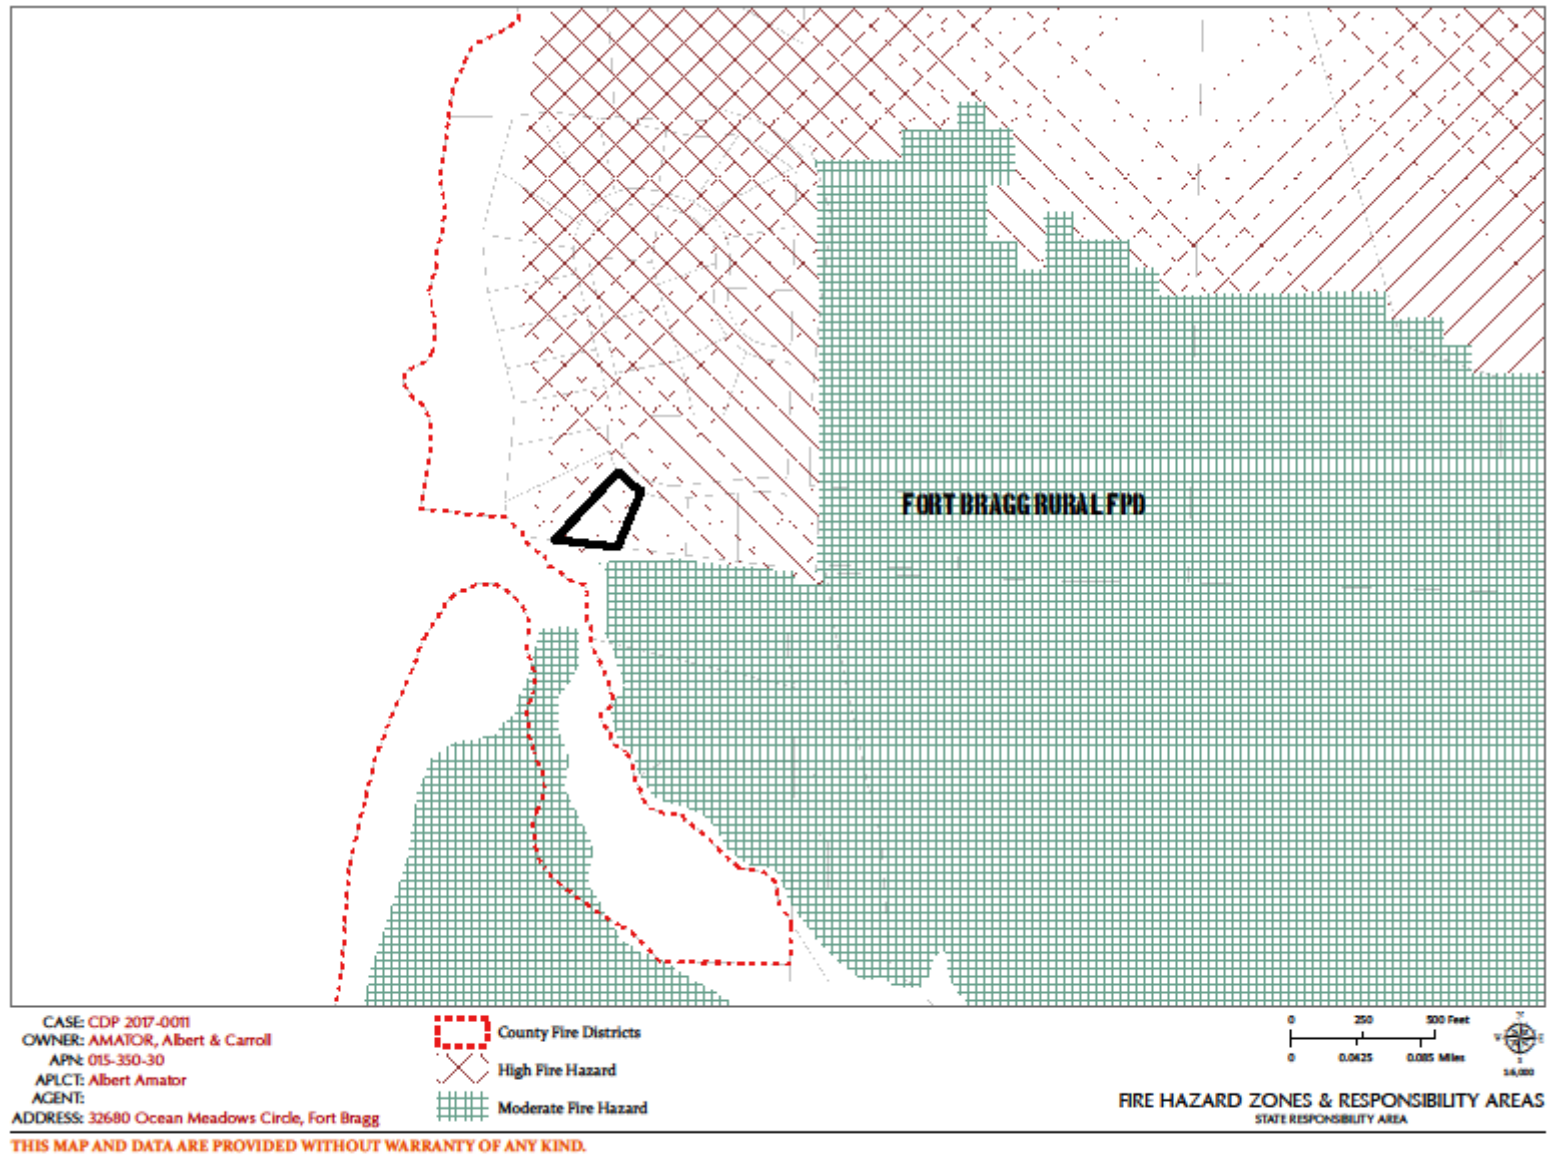 FORT BRAGG RURAL FPD
CASE: CDP 2017-0011
OWNER: AMATOR, Albert & Carroll
APN: 015-350-30
APLCT: Albert Amator
AGENT:
ADDRESS: 32680 Ocean Meadows Circle, Fort Bragg
County Fire Districts
High Fire Hazard
Moderate Fire Hazard
0 250 500 Feet
0 0.0425 0.085 Miles
1:6,000
FIRE HAZARD ZONES & RESPONSIBILITY AREAS
STATE RESPONSIBILITY AREA
THIS MAP AND DATA ARE PROVIDED WITHOUT WARRANTY OF ANY KIND.